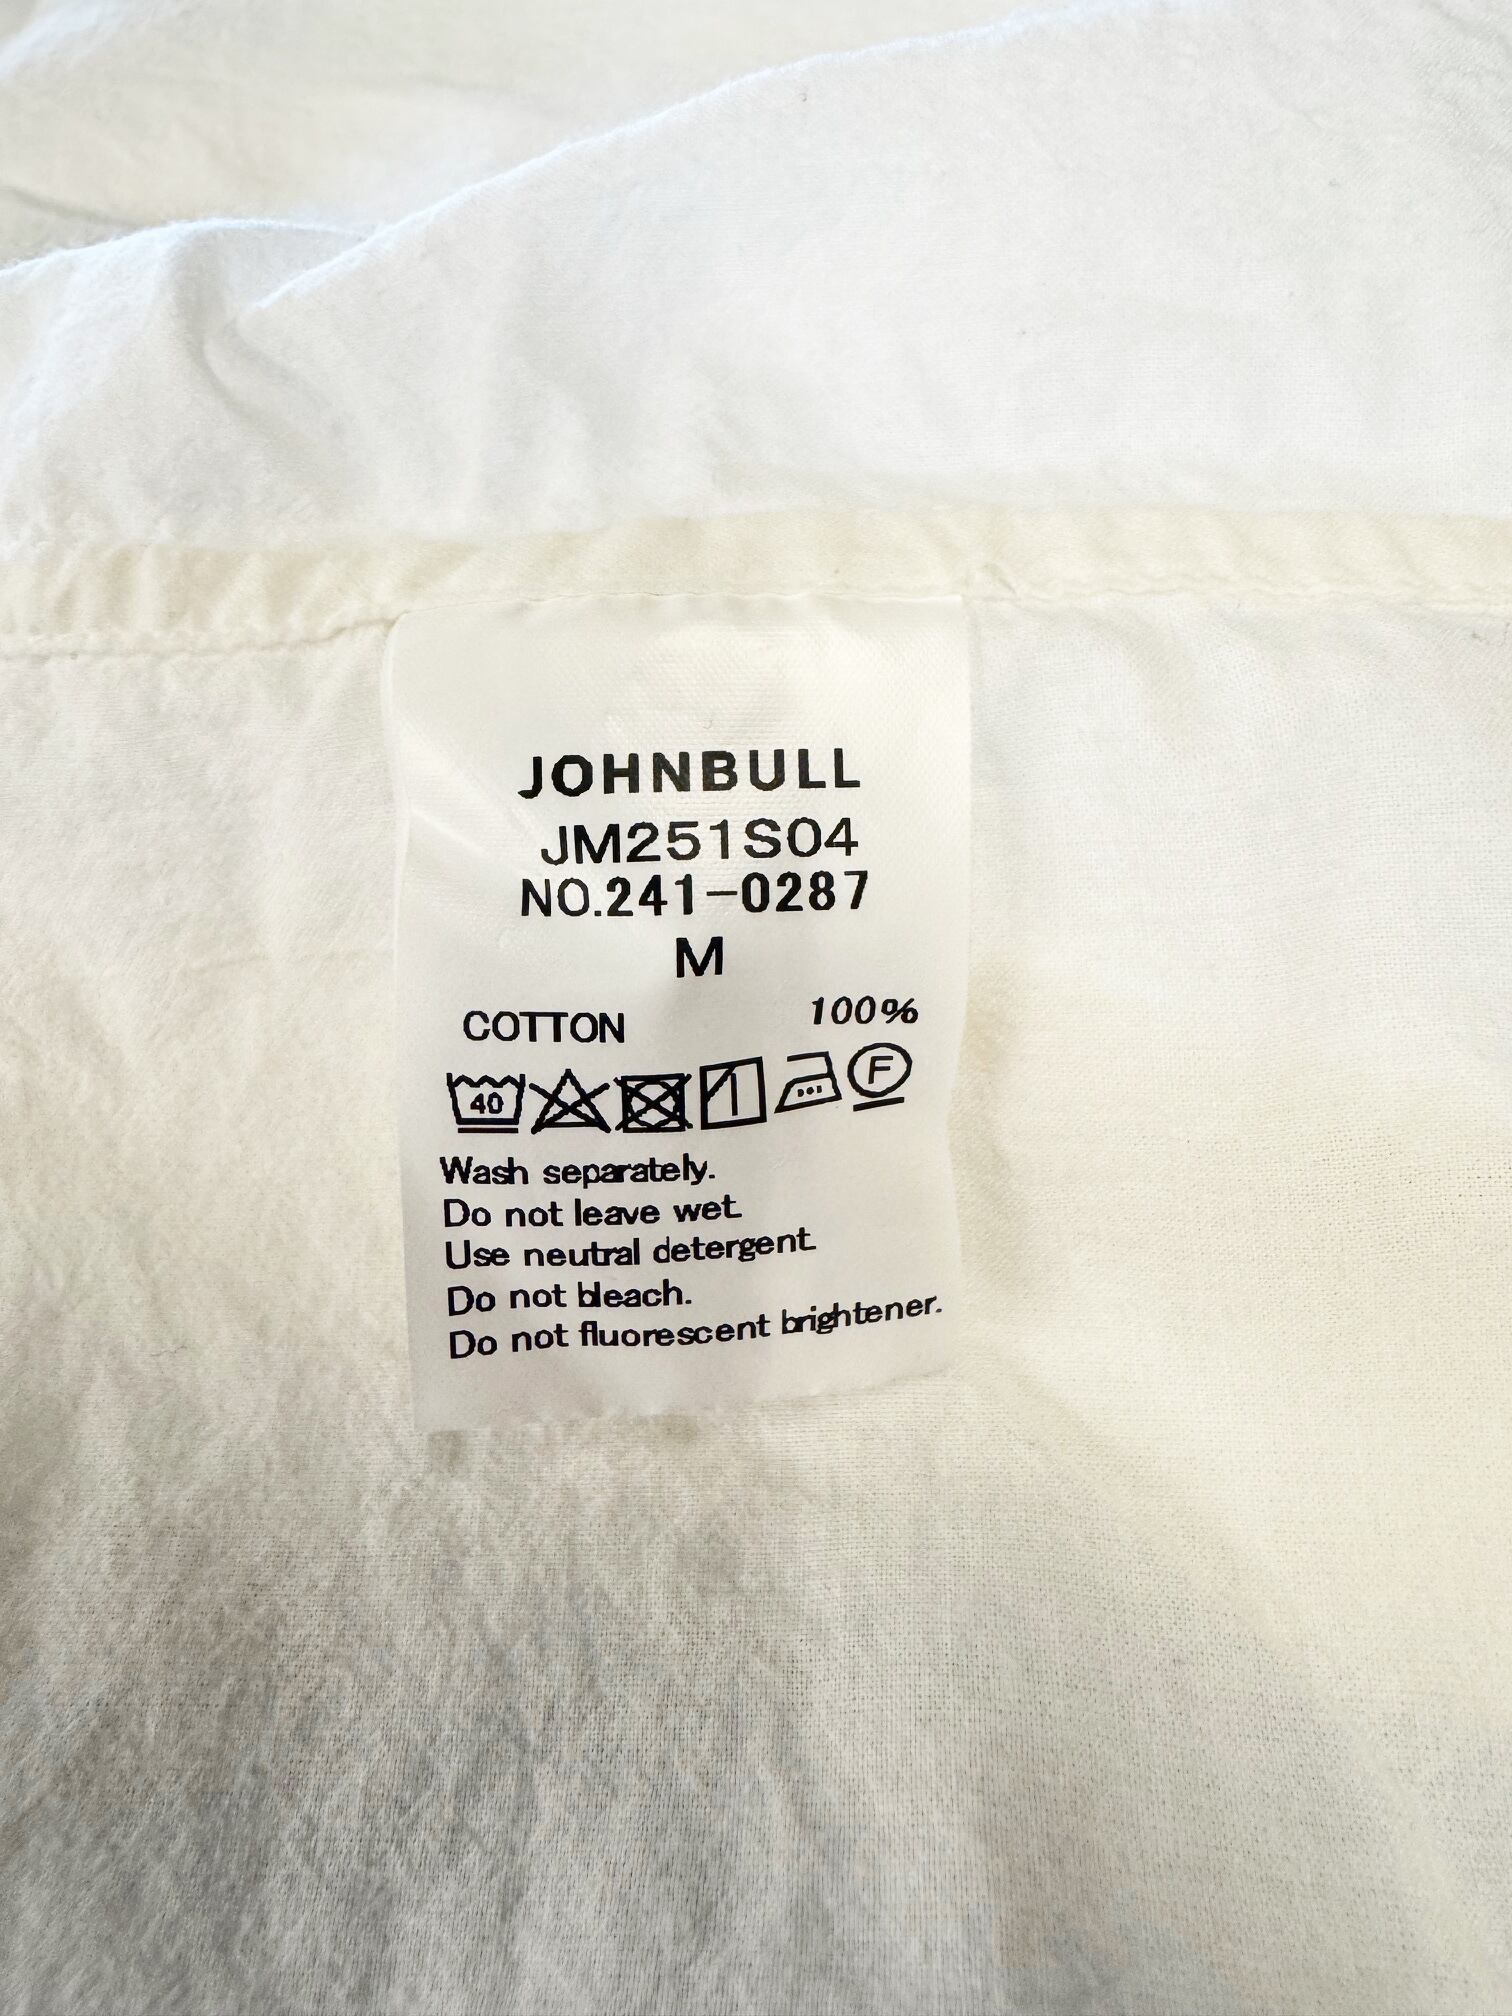 JOHNBULL
JM251S04
NO.241-0287
M
COTTON 100%
40 F
Wash separately.
Do not leave wet.
Use neutral detergent.
Do not bleach.
Do not fluorescent brightener.